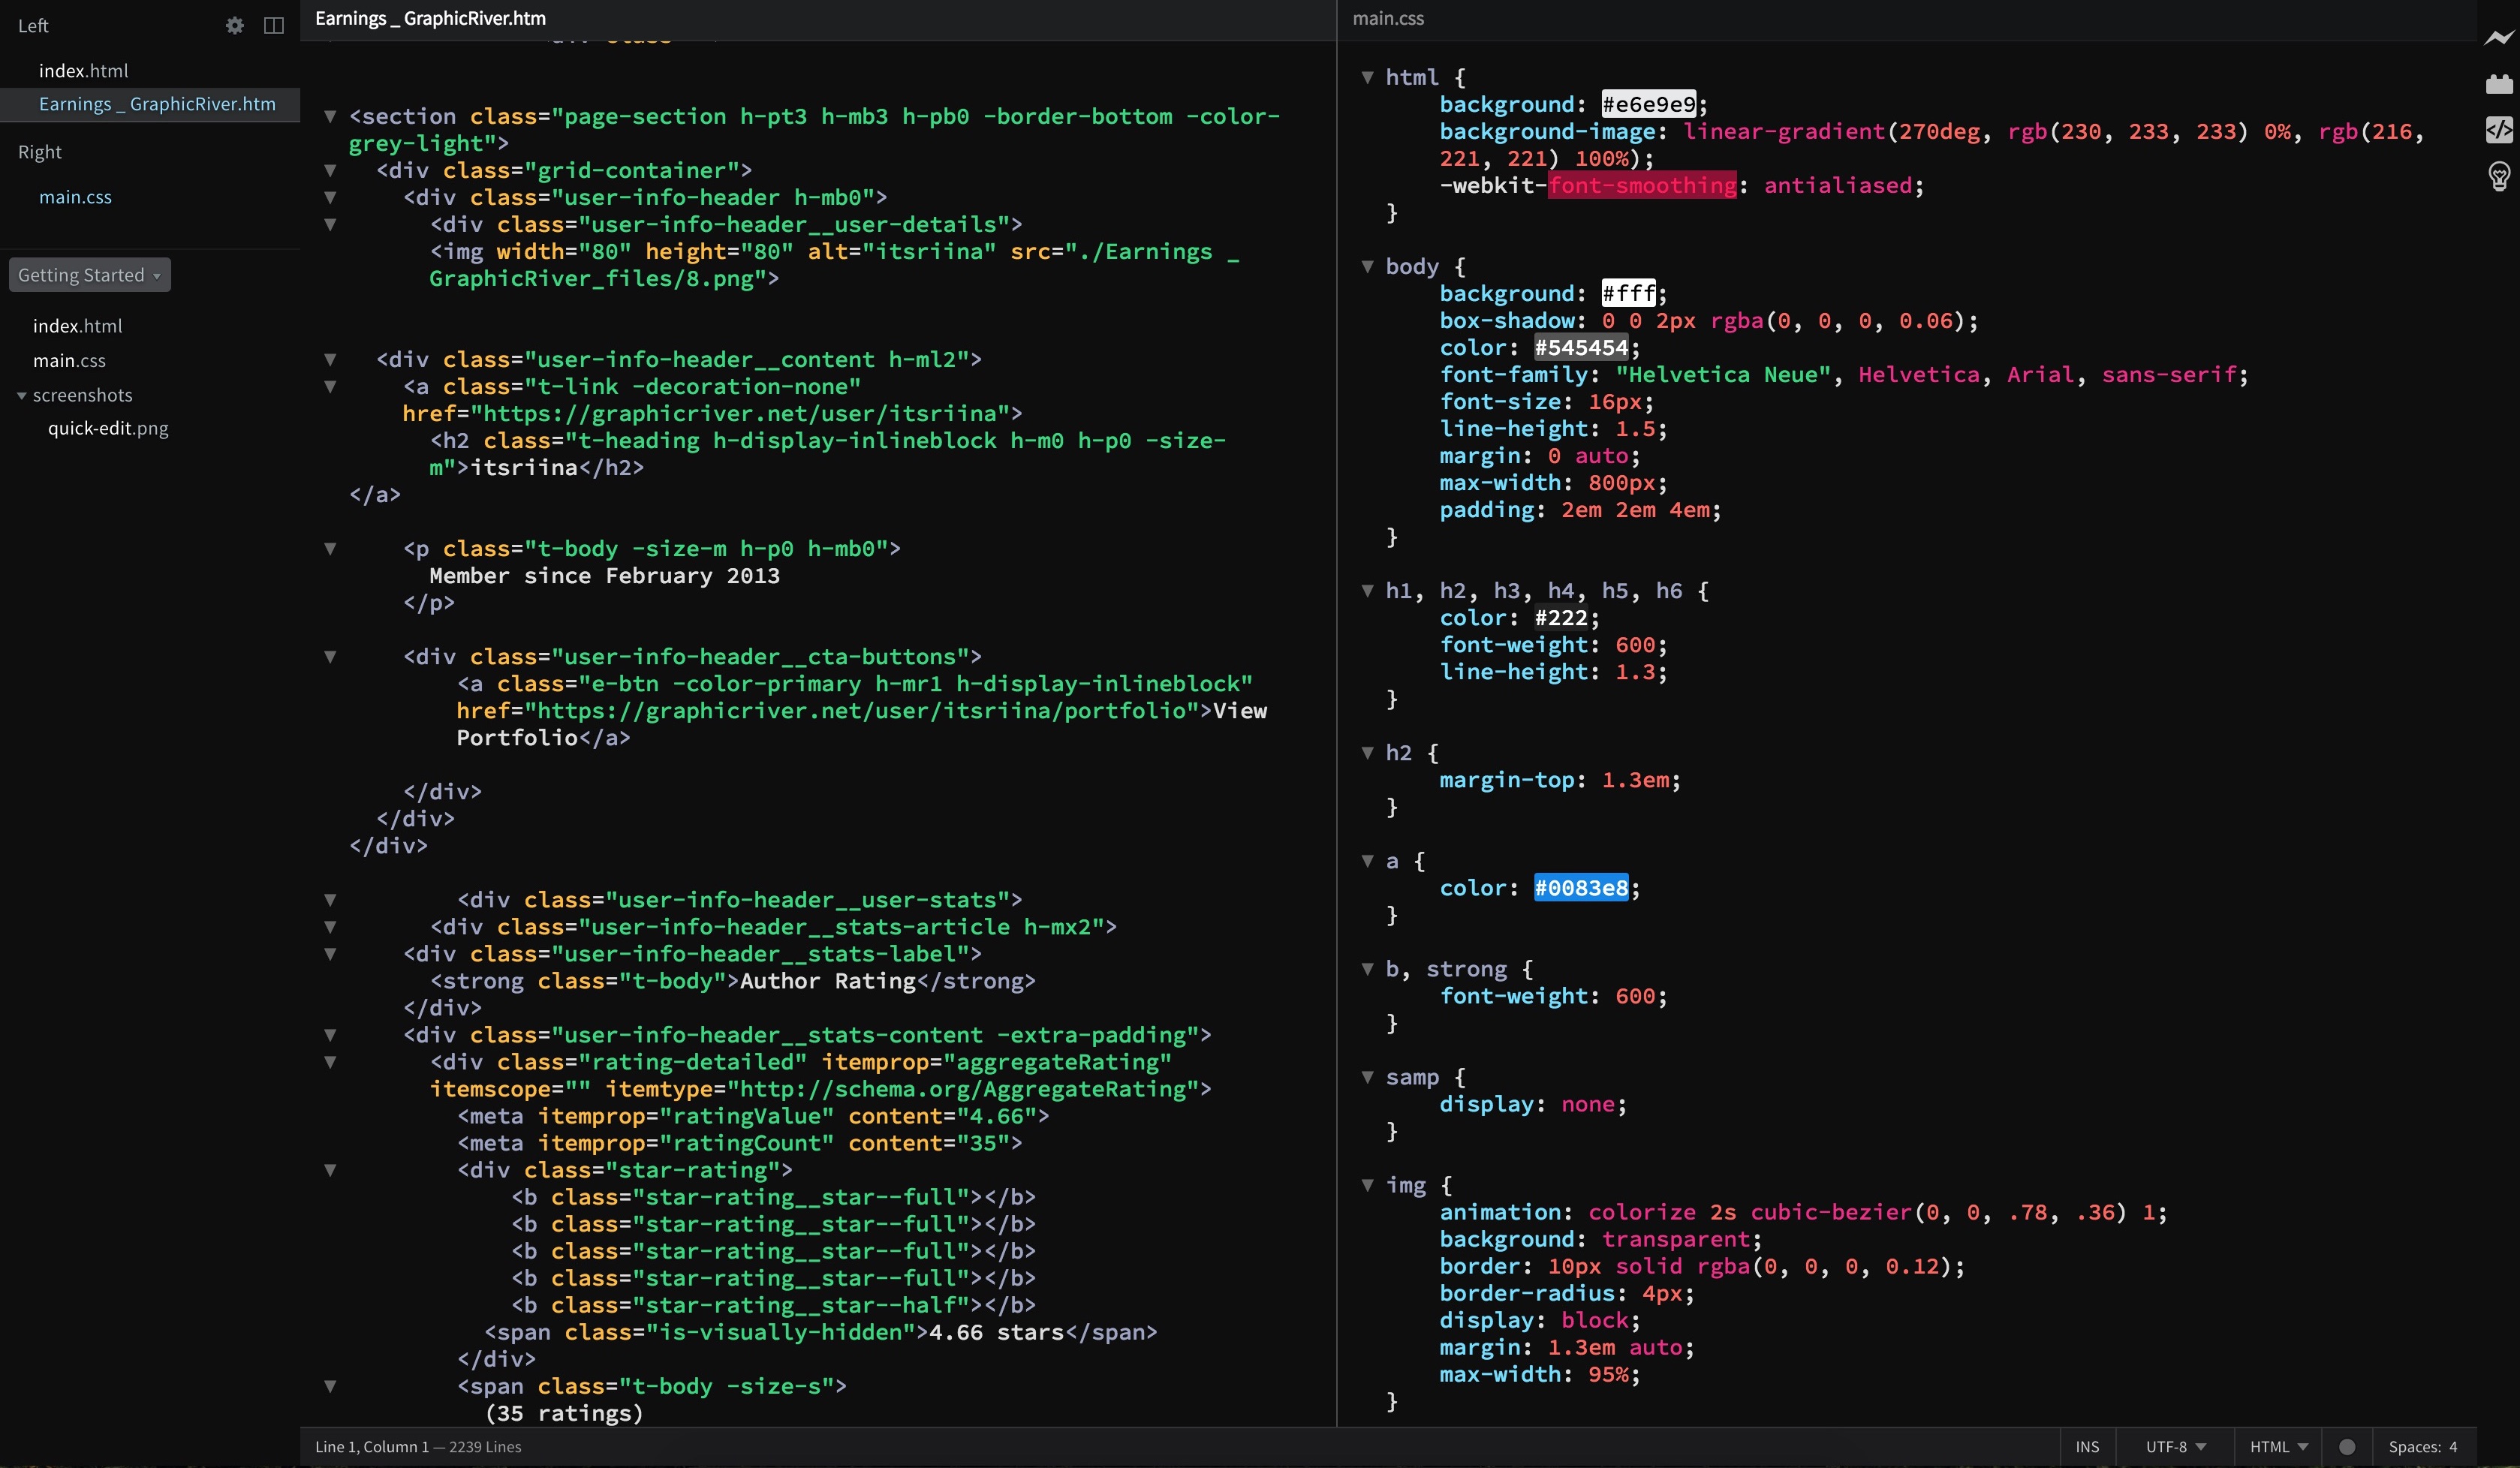 Left
index.html
Earnings _ GraphicRiver.htm
Right
main.css
Getting Started
index.html
main.css
screenshots
quick-edit.png
Earnings _ GraphicRiver.htm
<section class="page-section h-pt3 h-mb3 h-pb0 -border-bottom -color-
grey-light">
<div class="grid-container">
<div class="user-info-header h-mb0">
<div class="user-info-header__user-details">
<img width="80" height="80" alt="itsriina" src="./Earnings _
GraphicRiver_files/8.png">
<div class="user-info-header__content h-ml2">
<a class="t-link -decoration-none"
href="https://graphicriver.net/user/itsriina">
<h2 class="t-heading h-display-inlineblock h-m0 h-p0 -size-
m">itsriina</h2>
</a>
<p class="t-body -size-m h-p0 h-mb0">
Member since February 2013
</p>
<div class="user-info-header__cta-buttons">
<a class="e-btn -color-primary h-mr1 h-display-inlineblock"
href="https://graphicriver.net/user/itsriina/portfolio">View
Portfolio</a>
</div>
</div>
</div>
<div class="user-info-header__user-stats">
<div class="user-info-header__stats-article h-mx2">
<div class="user-info-header__stats-label">
<strong class="t-body">Author Rating</strong>
</div>
<div class="user-info-header__stats-content -extra-padding">
<div class="rating-detailed" itemprop="aggregateRating"
itemscope="" itemtype="http://schema.org/AggregateRating">
<meta itemprop="ratingValue" content="4.66">
<meta itemprop="ratingCount" content="35">
<div class="star-rating">
<b class="star-rating__star--full"></b>
<b class="star-rating__star--full"></b>
<b class="star-rating__star--full"></b>
<b class="star-rating__star--full"></b>
<b class="star-rating__star--half"></b>
<span class="is-visually-hidden">4.66 stars</span>
</div>
<span class="t-body -size-s">
(35 ratings)
main.css
html {
background: #e6e9e9;
background-image: linear-gradient(270deg, rgb(230, 233, 233) 0%, rgb(216,
221, 221) 100%);
-webkit-font-smoothing: antialiased;
}
body {
background: #fff;
box-shadow: 0 0 2px rgba(0, 0, 0, 0.06);
color: #545454;
font-family: "Helvetica Neue", Helvetica, Arial, sans-serif;
font-size: 16px;
line-height: 1.5;
margin: 0 auto;
max-width: 800px;
padding: 2em 2em 4em;
}
h1, h2, h3, h4, h5, h6 {
color: #222;
font-weight: 600;
line-height: 1.3;
}
h2 {
margin-top: 1.3em;
}
a {
color: #0083e8;
}
b, strong {
font-weight: 600;
}
samp {
display: none;
}
img {
animation: colorize 2s cubic-bezier(0, 0, .78, .36) 1;
background: transparent;
border: 10px solid rgba(0, 0, 0, 0.12);
border-radius: 4px;
display: block;
margin: 1.3em auto;
max-width: 95%;
}
Line 1, Column 1 — 2239 Lines
INS
UTF-8
HTML
Spaces: 4